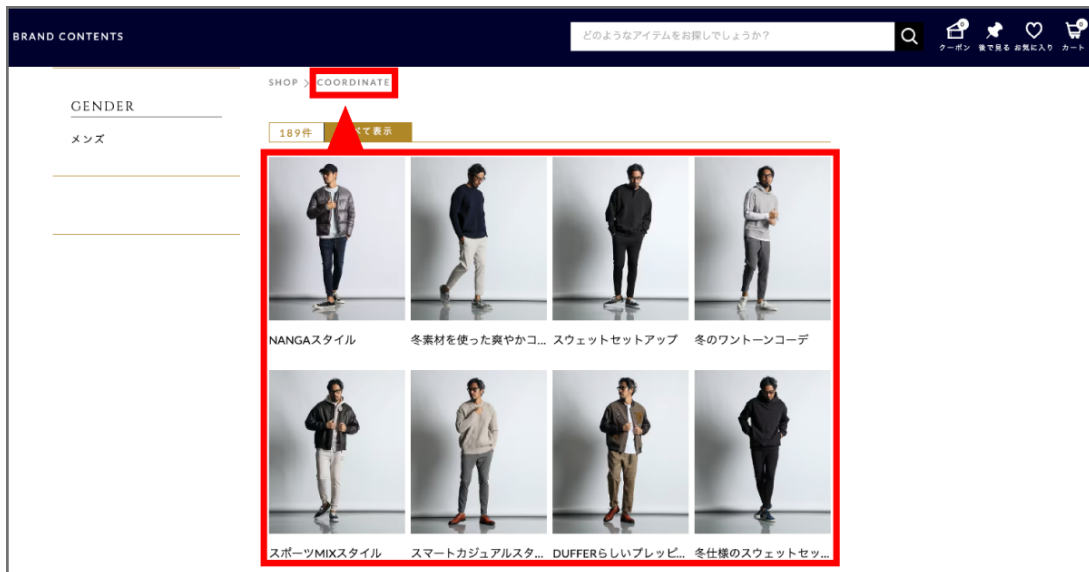 BRAND CONTENTS
どのようなアイテムをお探しでしょうか？
0
0
クーポン 後で見る お気に入り カート
SHOP > COORDINATE
GENDER
メンズ
189件
べて表示
NANGAスタイル
冬素材を使った爽やかコ...
スウェットセットアップ
冬のワントーンコーデ
スポーツMIXスタイル
スマートカジュアルスタ...
DUFFERらしいプレッピ...
冬仕様のスウェットセッ...